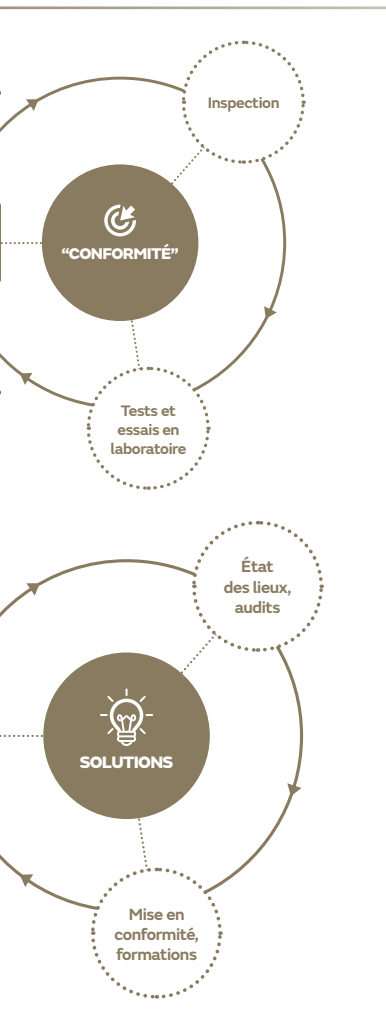 Inspection
“CONFORMITÉ”
Tests et
essais en
laboratoire
État
des lieux,
audits
SOLUTIONS
Mise en
conformité,
formations